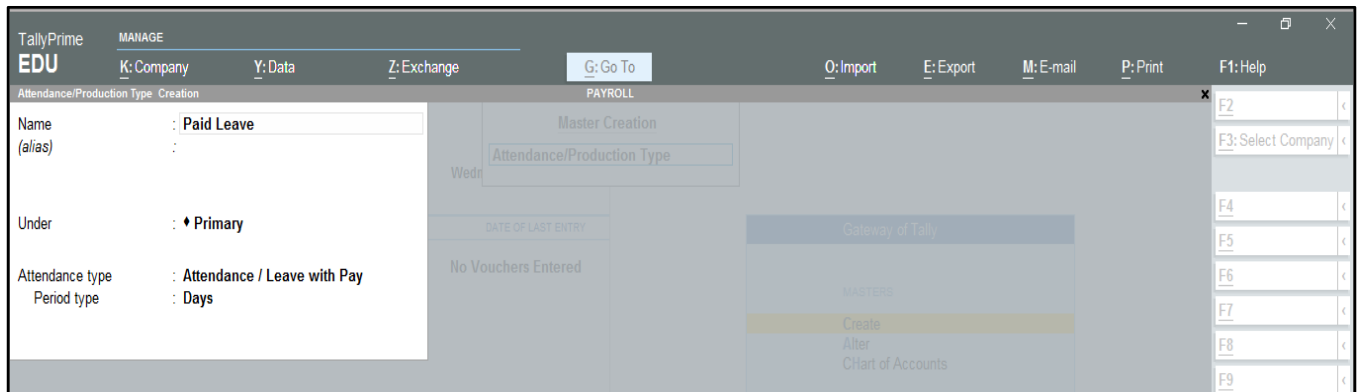 TallyPrime
EDU
MANAGE
K: Company Y: Data Z: Exchange G: Go To O: Import E: Export M: E-mail P: Print F1: Help
Attendance/Production Type Creation PAYROLL x
Name : Paid Leave
(alias) :
Under : ♦ Primary
Attendance type : Attendance / Leave with Pay
Period type : Days
Master Creation
Attendance/Production Type
Wedn
DATE OF LAST ENTRY
No Vouchers Entered
Gateway of Tally
MASTERS
Create
Alter
CHart of Accounts
F2
F3: Select Company
F4
F5
F6
F7
F8
F9